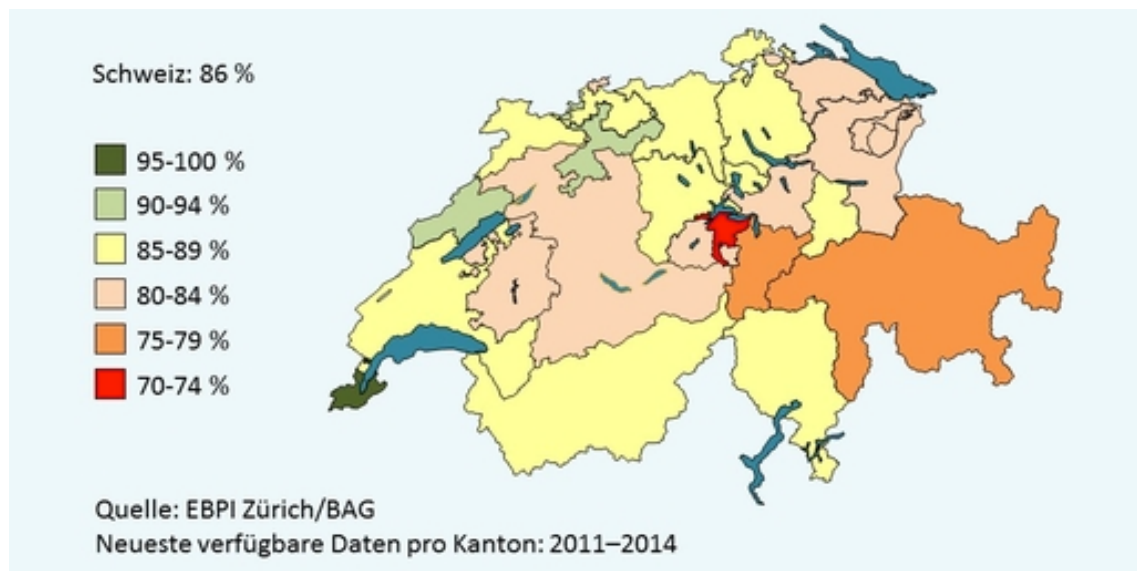 Schweiz: 86 %
95-100 %
90-94 %
85-89 %
80-84 %
75-79 %
70-74 %
Quelle: EBPI Zürich/BAG
Neueste verfügbare Daten pro Kanton: 2011–2014